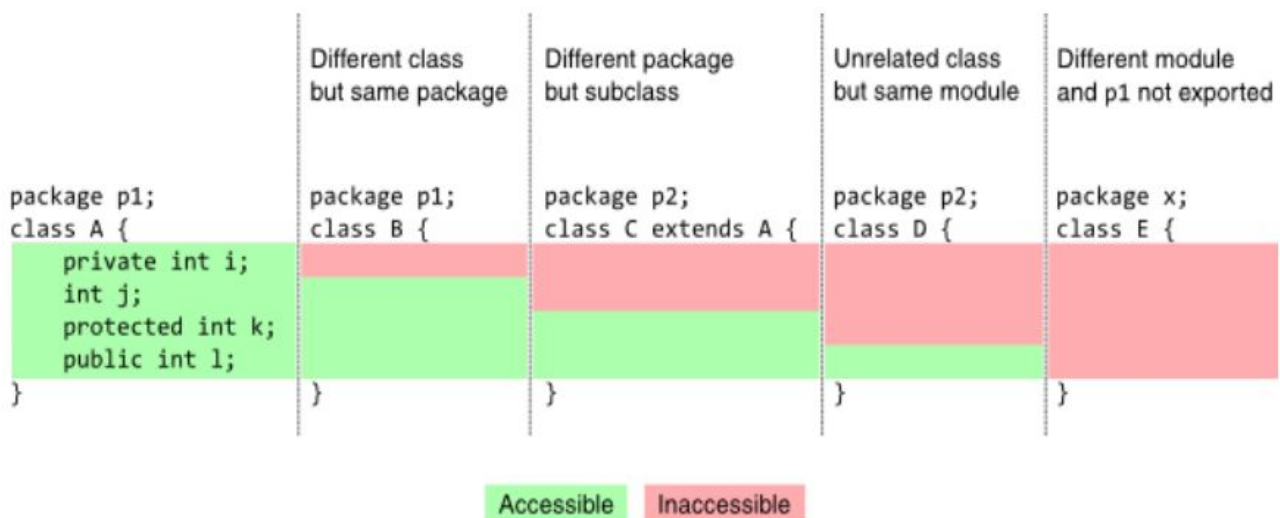 Different class
but same package
Different package
but subclass
Unrelated class
but same module
Different module
and p1 not exported
package p1;
class A {
private int i;
int j;
protected int k;
public int l;
}
package p1;
class B {
}
package p2;
class C extends A {
}
package p2;
class D {
}
package x;
class E {
}
Accessible
Inaccessible